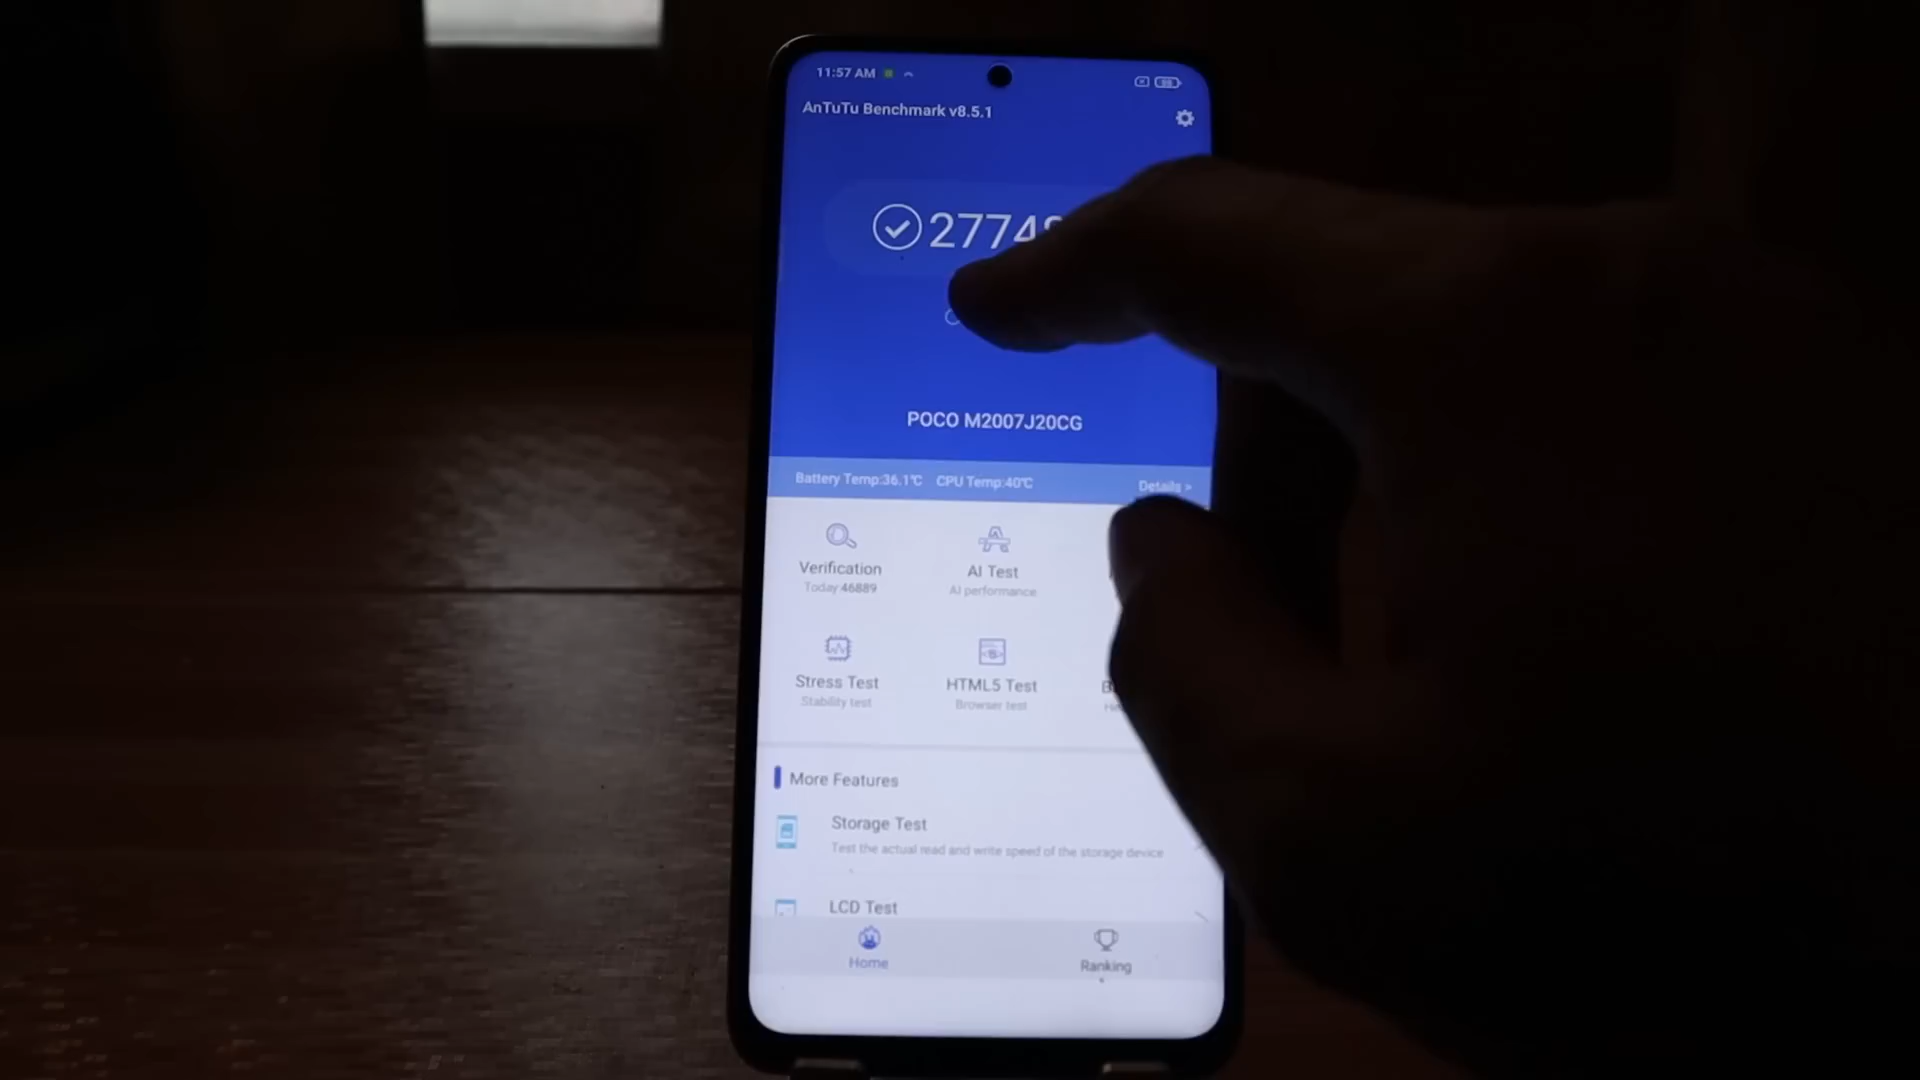 11:57 AM
AnTuTu Benchmark v8.5.1
2774
POCO M2007J20CG
Battery Temp:36.1℃ CPU Temp:40℃ Details >
Verification
Today:46889
AI Test
AI performance
Stress Test
Stability test
HTML5 Test
Browser test
More Features
Storage Test
Test the actual read and write speed of the storage device
LCD Test
Home
Ranking